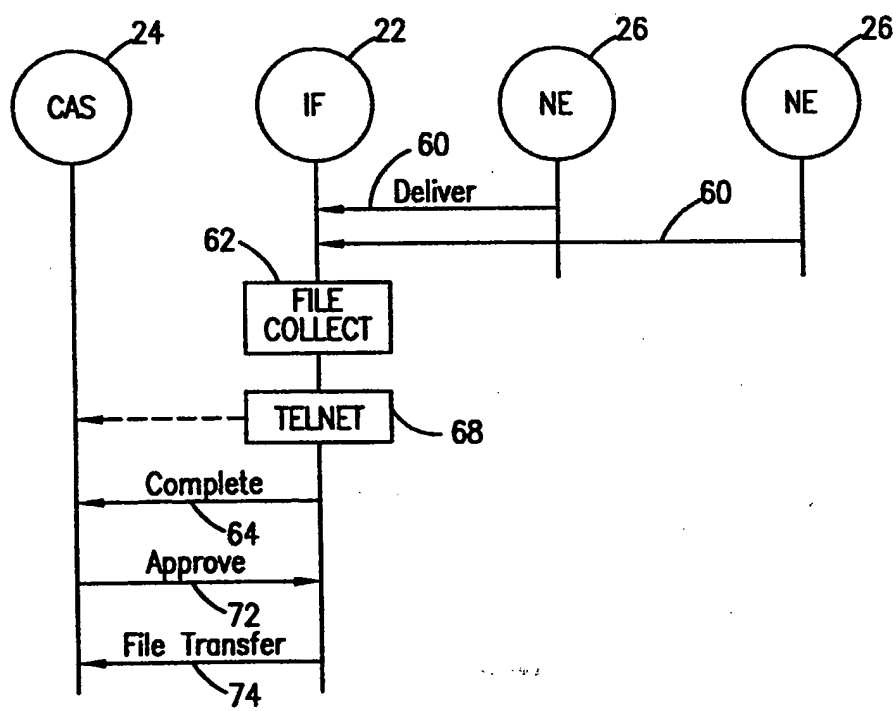 24
22
26
26
CAS
IF
NE
NE
60
Deliver
60
62
FILE
COLLECT
TELNET
68
Complete
64
Approve
72
File Transfer
74